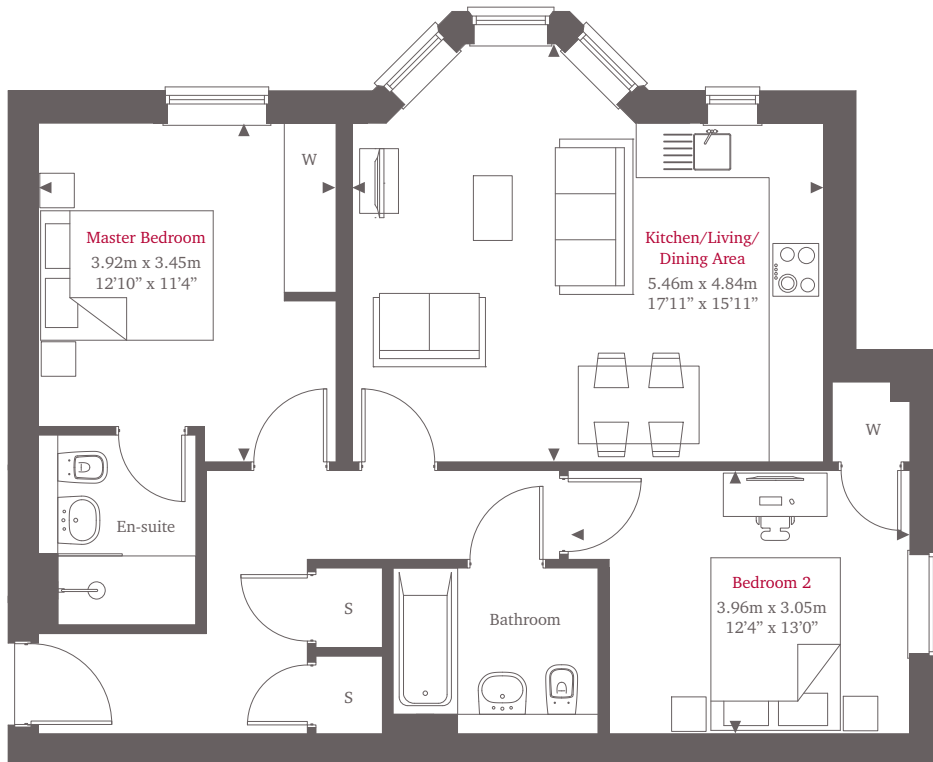 W
Master Bedroom
3.92m x 3.45m
12’10” x 11’4”
Kitchen/Living/
Dining Area
5.46m x 4.84m
17’11” x 15’11”
W
En-suite
Bedroom 2
3.96m x 3.05m
12’4” x 13’0”
S
Bathroom
S